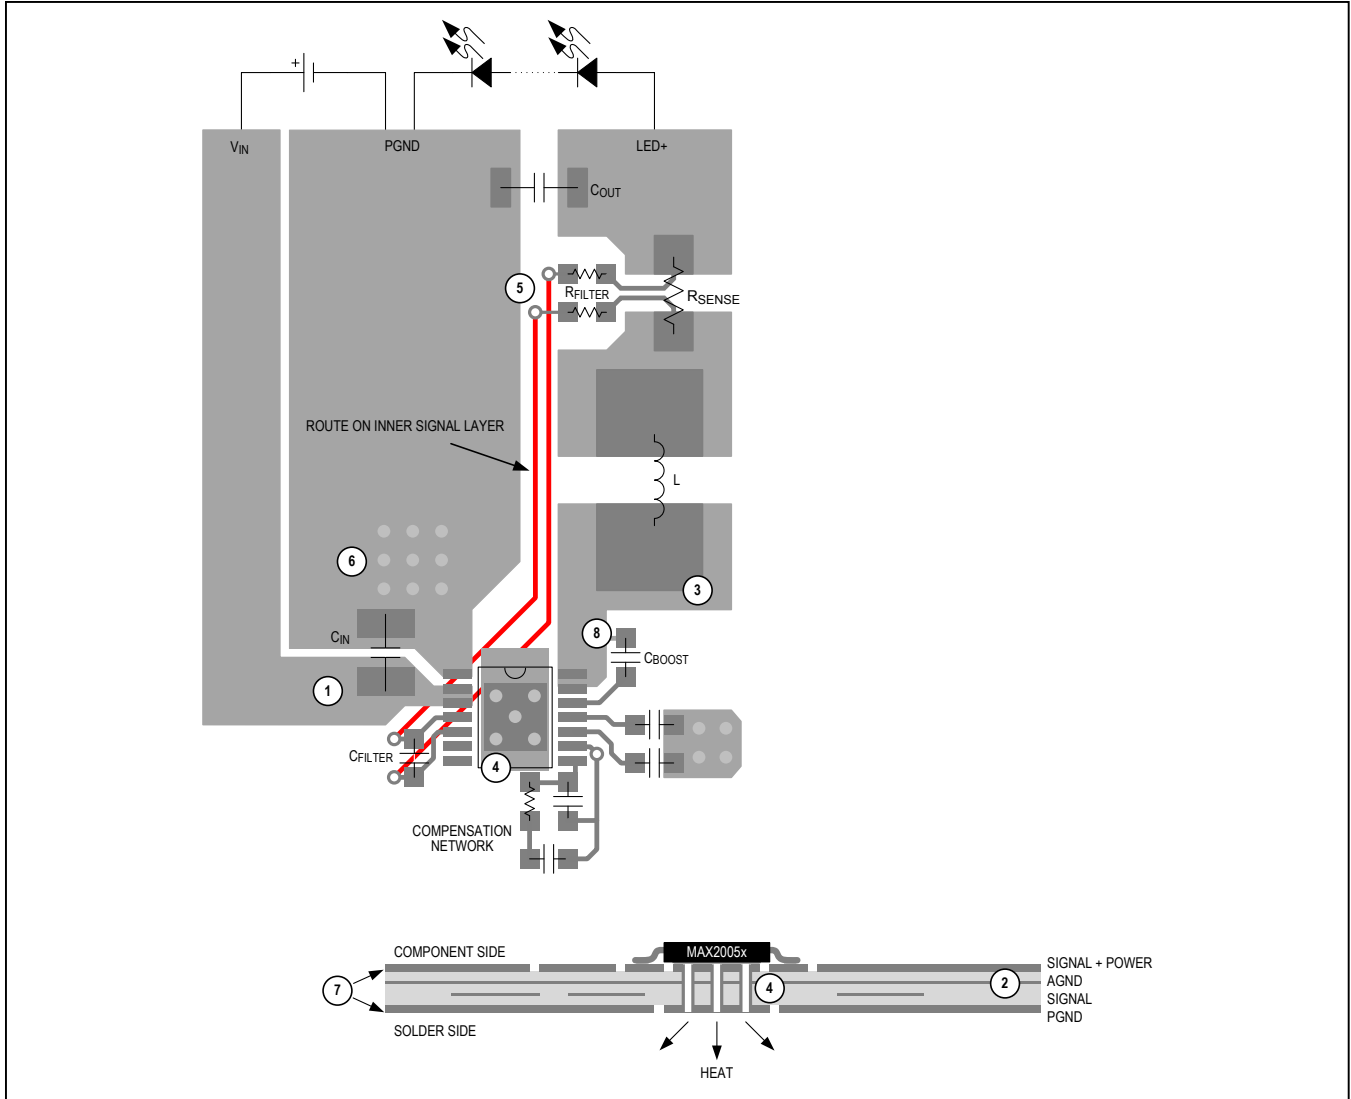 +
VIN
PGND
LED+
COUT
5
RFILTER
RSENSE
ROUTE ON INNER SIGNAL LAYER
L
6
3
CIN
8
CBOOST
1
CFILTER
4
COMPENSATION
NETWORK
COMPONENT SIDE
MAX2005x
SIGNAL + POWER
7
4
2
AGND
SIGNAL
PGND
SOLDER SIDE
HEAT